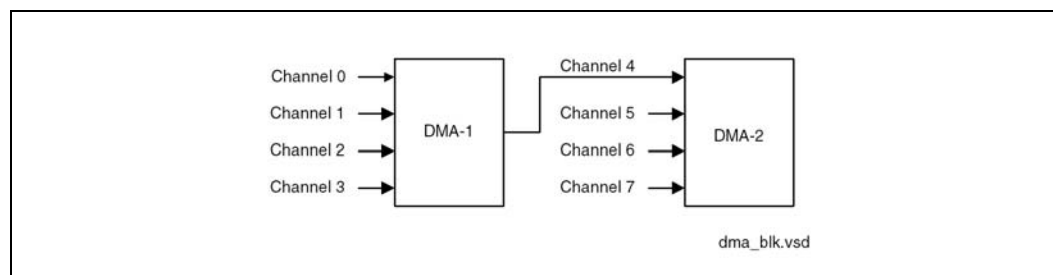 Channel 0
Channel 1
Channel 2
Channel 3
DMA-1
Channel 4
Channel 5
Channel 6
Channel 7
DMA-2
dma_blk.vsd